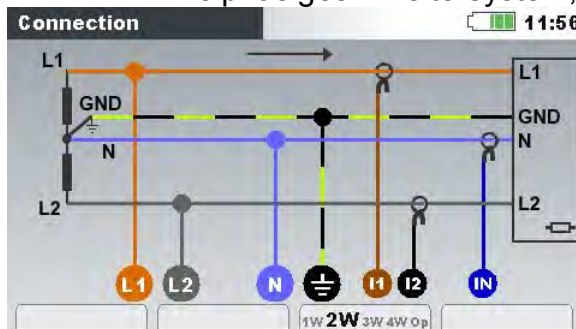 Connection 11:56
L1 L1
GND GND
N N
L2 L2
L1 L2 N I1 I2 IN
1W 2W 3W 4W Op